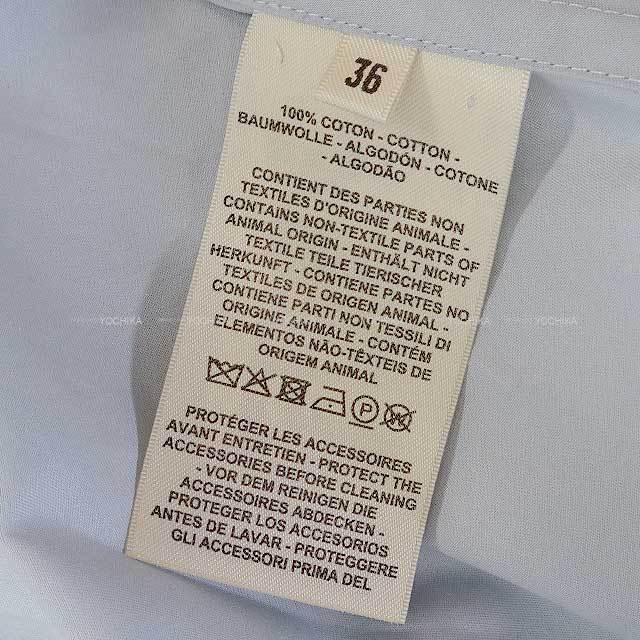 36
100% COTON - COTTON -
BAUMWOLLE - ALGODÓN - COTONE
- ALGODÃO
CONTIENT DES PARTIES NON
TEXTILES D'ORIGINE ANIMALE -
CONTAINS NON-TEXTILE PARTS OF
ANIMAL ORIGIN - ENTHÄLT NICHT
TEXTILE TEILE TIERISCHER
HERKUNFT - CONTIENE PARTES NO
TEXTILES DE ORIGEN ANIMAL -
CONTIENE PARTI NON TESSILI DI
ORIGINE ANIMALE - CONTÉM
ELEMENTOS NÃO-TÊXTEIS DE
ORIGEM ANIMAL
P
PROTÉGER LES ACCESSOIRES
AVANT ENTRETIEN - PROTECT THE
ACCESSORIES BEFORE CLEANING
- VOR DEM REINIGEN DIE
ACCESSOIRES ABDECKEN -
PROTEGER LOS ACCESORIOS
ANTES DE LAVAR - PROTEGGERE
GLI ACCESSORI PRIMA DEL
YOCHIKA
YOCHIKA